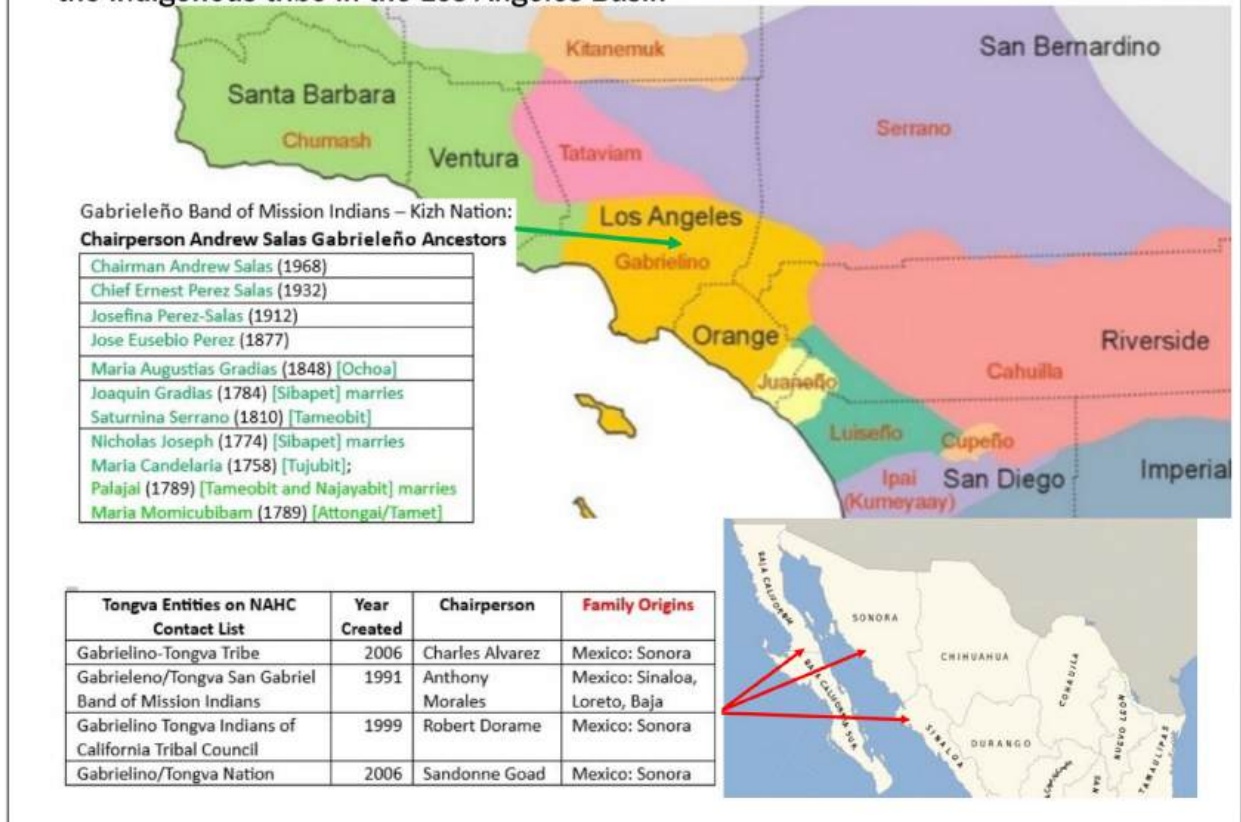 the indigenous tribe in the Los Angeles Basin
Kitanemuk
San Bernardino
Santa Barbara
Chumash
Ventura
Tataviam
Serrano
Gabrieleño Band of Mission Indians – Kizh Nation:
Chairperson Andrew Salas Gabrieleño Ancestors
Los Angeles
Gabrielino
Chairman Andrew Salas (1968)
Chief Ernest Perez Salas (1932)
Josefina Perez-Salas (1912)
Jose Eusebio Perez (1877)
Maria Augustias Gradias (1848) [Ochoa]
Joaquin Gradias (1784) [Sibapet] marries
Saturnina Serrano (1810) [Tameobit]
Nicholas Joseph (1774) [Sibapet] marries
Maria Candelaria (1758) [Tujubit];
Palajai (1789) [Tameobit and Najayabit] marries
Maria Momicubibam (1789) [Attongai/Tamet]
Orange
Riverside
Juaneño
Cahuilla
Luiseño
Cupeño
Ipai
(Kumeyaay)
San Diego
Imperial
Tongva Entities on NAHC Contact List Year Created Chairperson Family Origins
Gabrielino-Tongva Tribe 2006 Charles Alvarez Mexico: Sonora
Gabrieleno/Tongva San Gabriel 1991 Anthony Mexico: Sinaloa,
Band of Mission Indians Morales Loreto, Baja
Gabrielino Tongva Indians of 1999 Robert Dorame Mexico: Sonora
California Tribal Council
Gabrielino/Tongva Nation 2006 Sandonne Goad Mexico: Sonora
BAJA CALIFORNIA
SONORA
CHIHUAHUA
COAHUILA
BAJA CALIFORNIA SUR
SINALOA
DURANGO
NUEVO LEON
TAMAULIPAS
SAN